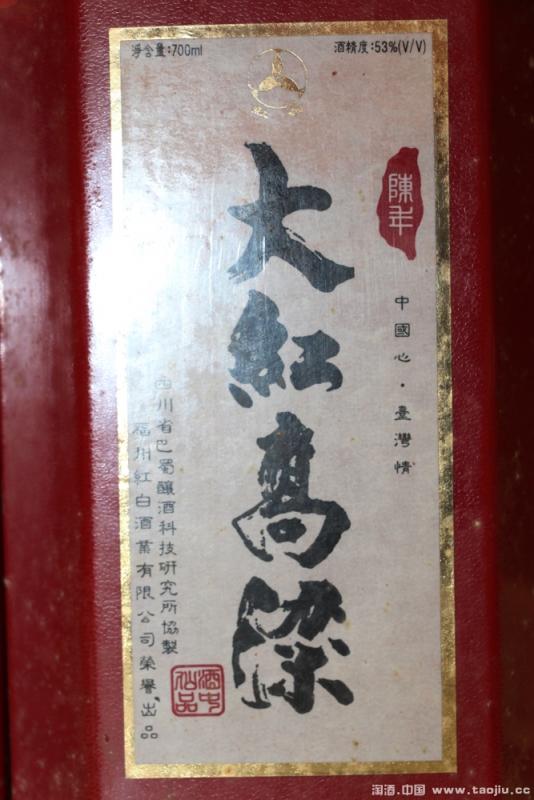 淨含量:700ml
酒精度:53%(V/V)
陳年
中國心·臺灣情
大紅高粱
四川省巴蜀釀酒科技研究所協製
福州紅白酒業有限公司榮譽出品
酒中仙品
淘酒.中国 www.taojiu.cc